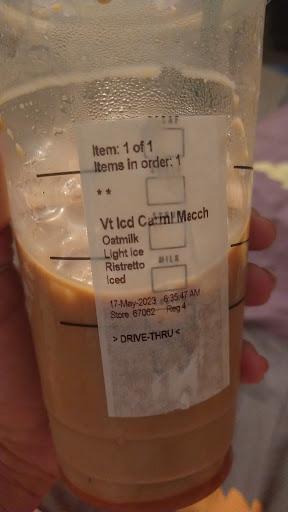 DECAF
Item: 1 of 1
Items in order: 1
**
Vt Icd Carml Macch
Oatmilk
Light ice
Ristretto
Iced
MILK
17-May-2023 6:35:47 AM
Store 67062 Reg 4
> DRIVE-THRU <